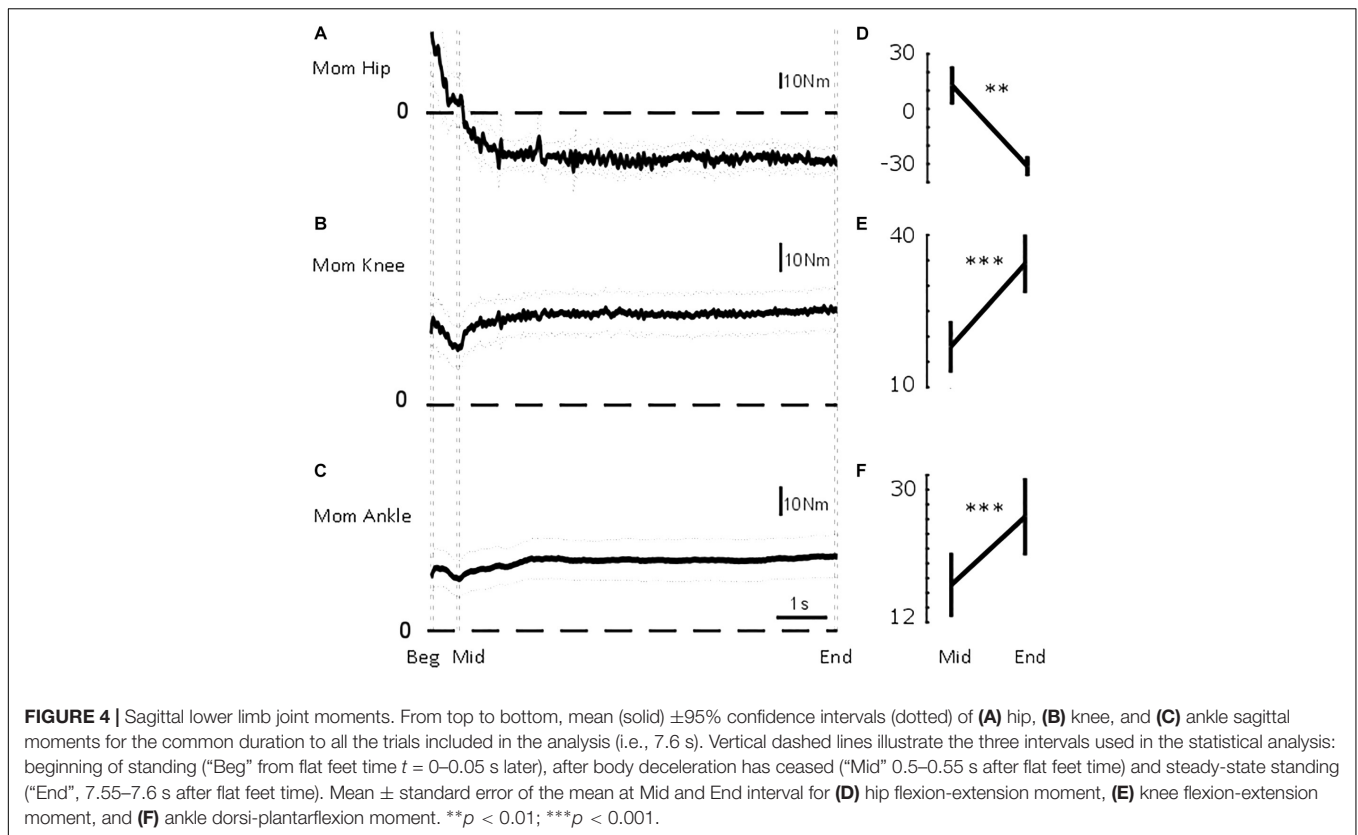 A
Mom Hip
10Nm
0
D
30
0
-30
**
B
Mom Knee
10Nm
0
E
40
10
***
C
Mom Ankle
10Nm
1s
0
Beg Mid End
F
30
12
***
Mid End
FIGURE 4 | Sagittal lower limb joint moments. From top to bottom, mean (solid) ±95% confidence intervals (dotted) of (A) hip, (B) knee, and (C) ankle sagittal
moments for the common duration to all the trials included in the analysis (i.e., 7.6 s). Vertical dashed lines illustrate the three intervals used in the statistical analysis:
beginning of standing (“Beg” from flat feet time t = 0–0.05 s later), after body deceleration has ceased (“Mid” 0.5–0.55 s after flat feet time) and steady-state standing
(“End”, 7.55–7.6 s after flat feet time). Mean ± standard error of the mean at Mid and End interval for (D) hip flexion-extension moment, (E) knee flexion-extension
moment, and (F) ankle dorsi-plantarflexion moment. **p < 0.01; ***p < 0.001.